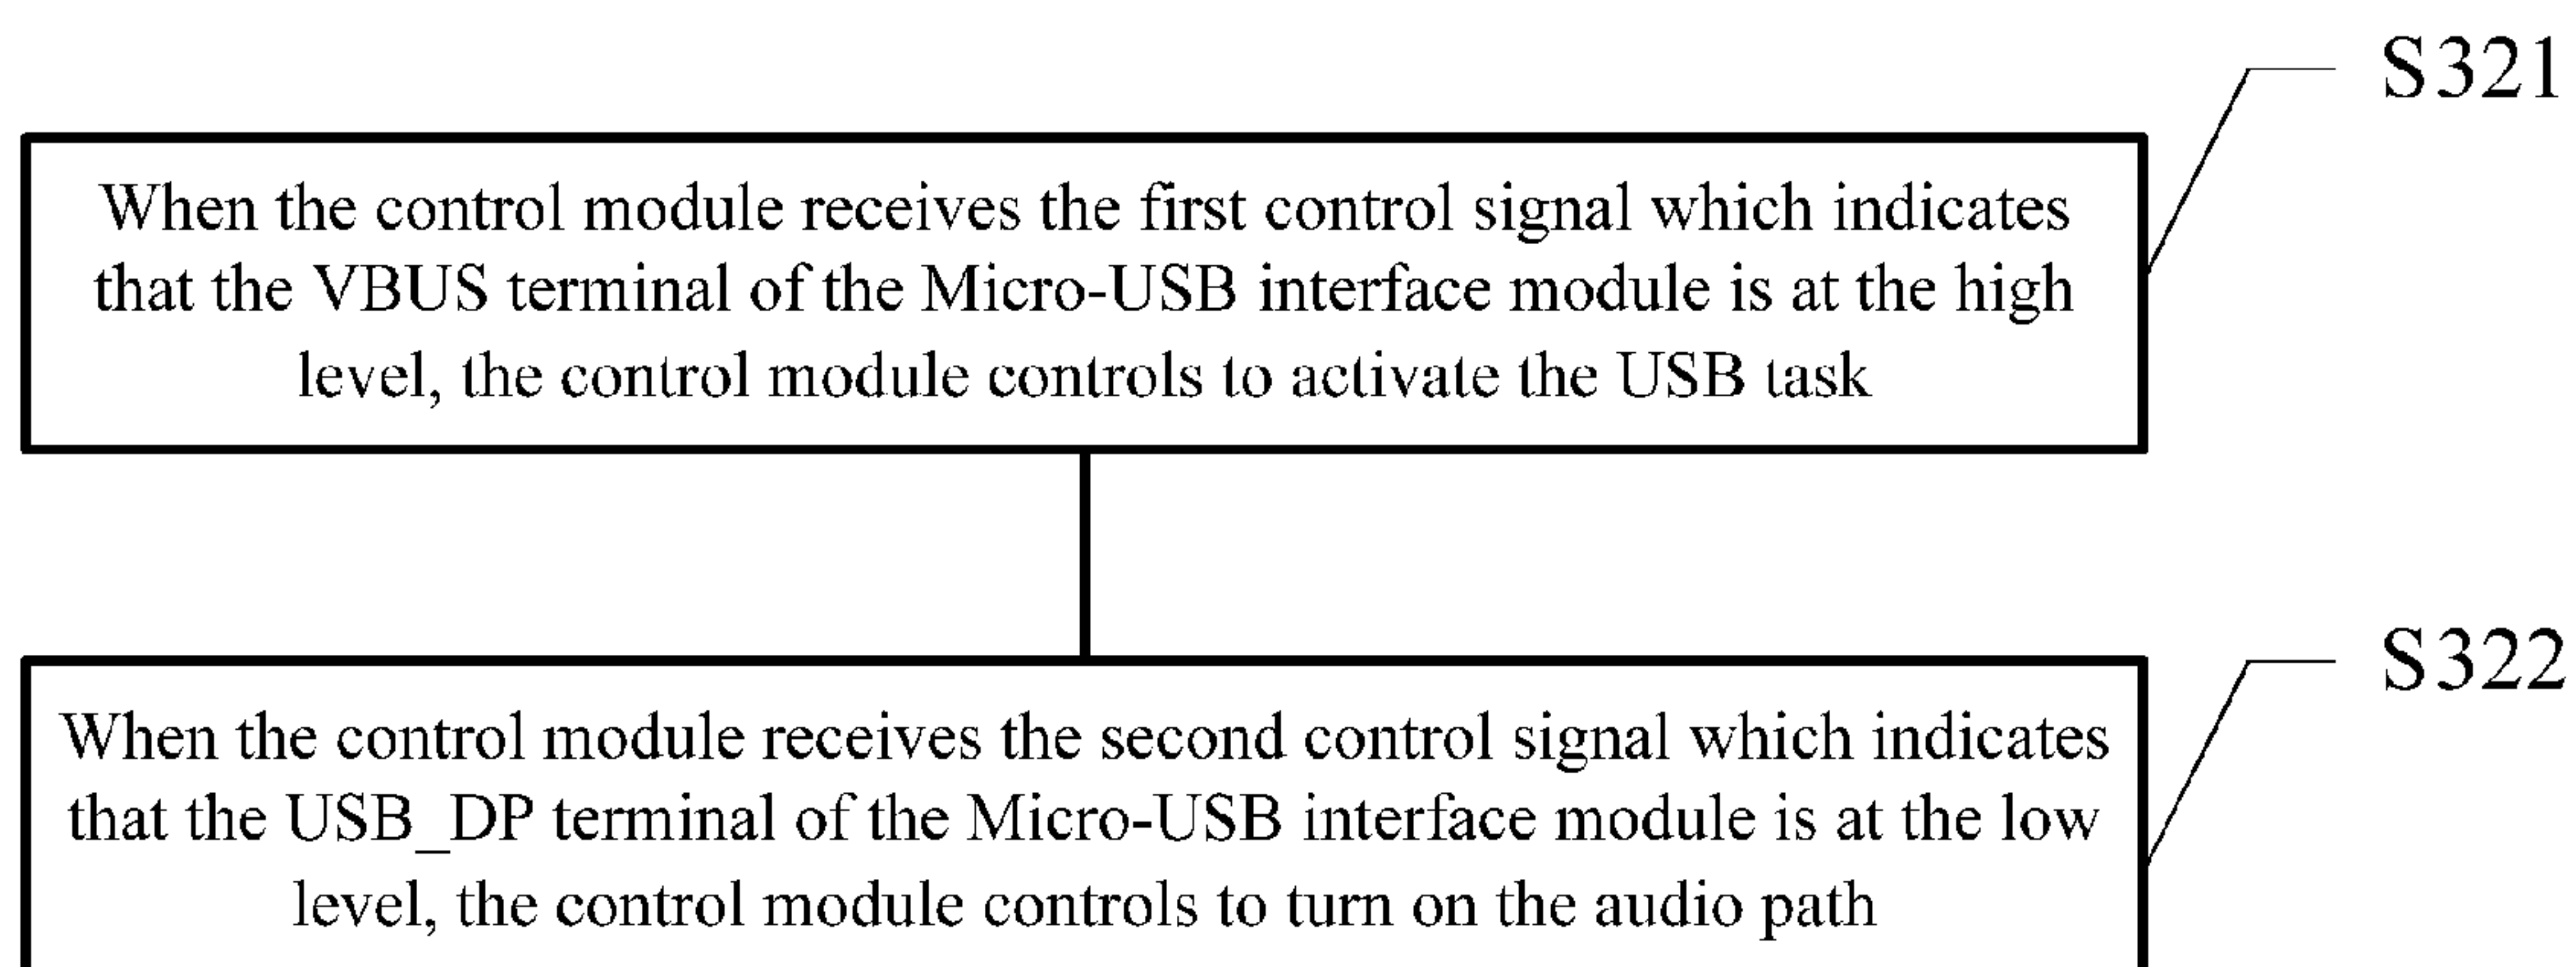 S321
When the control module receives the first control signal which indicates
that the VBUS terminal of the Micro-USB interface module is at the high
level, the control module controls to activate the USB task
S322
When the control module receives the second control signal which indicates
that the USB_DP terminal of the Micro-USB interface module is at the low
level, the control module controls to turn on the audio path